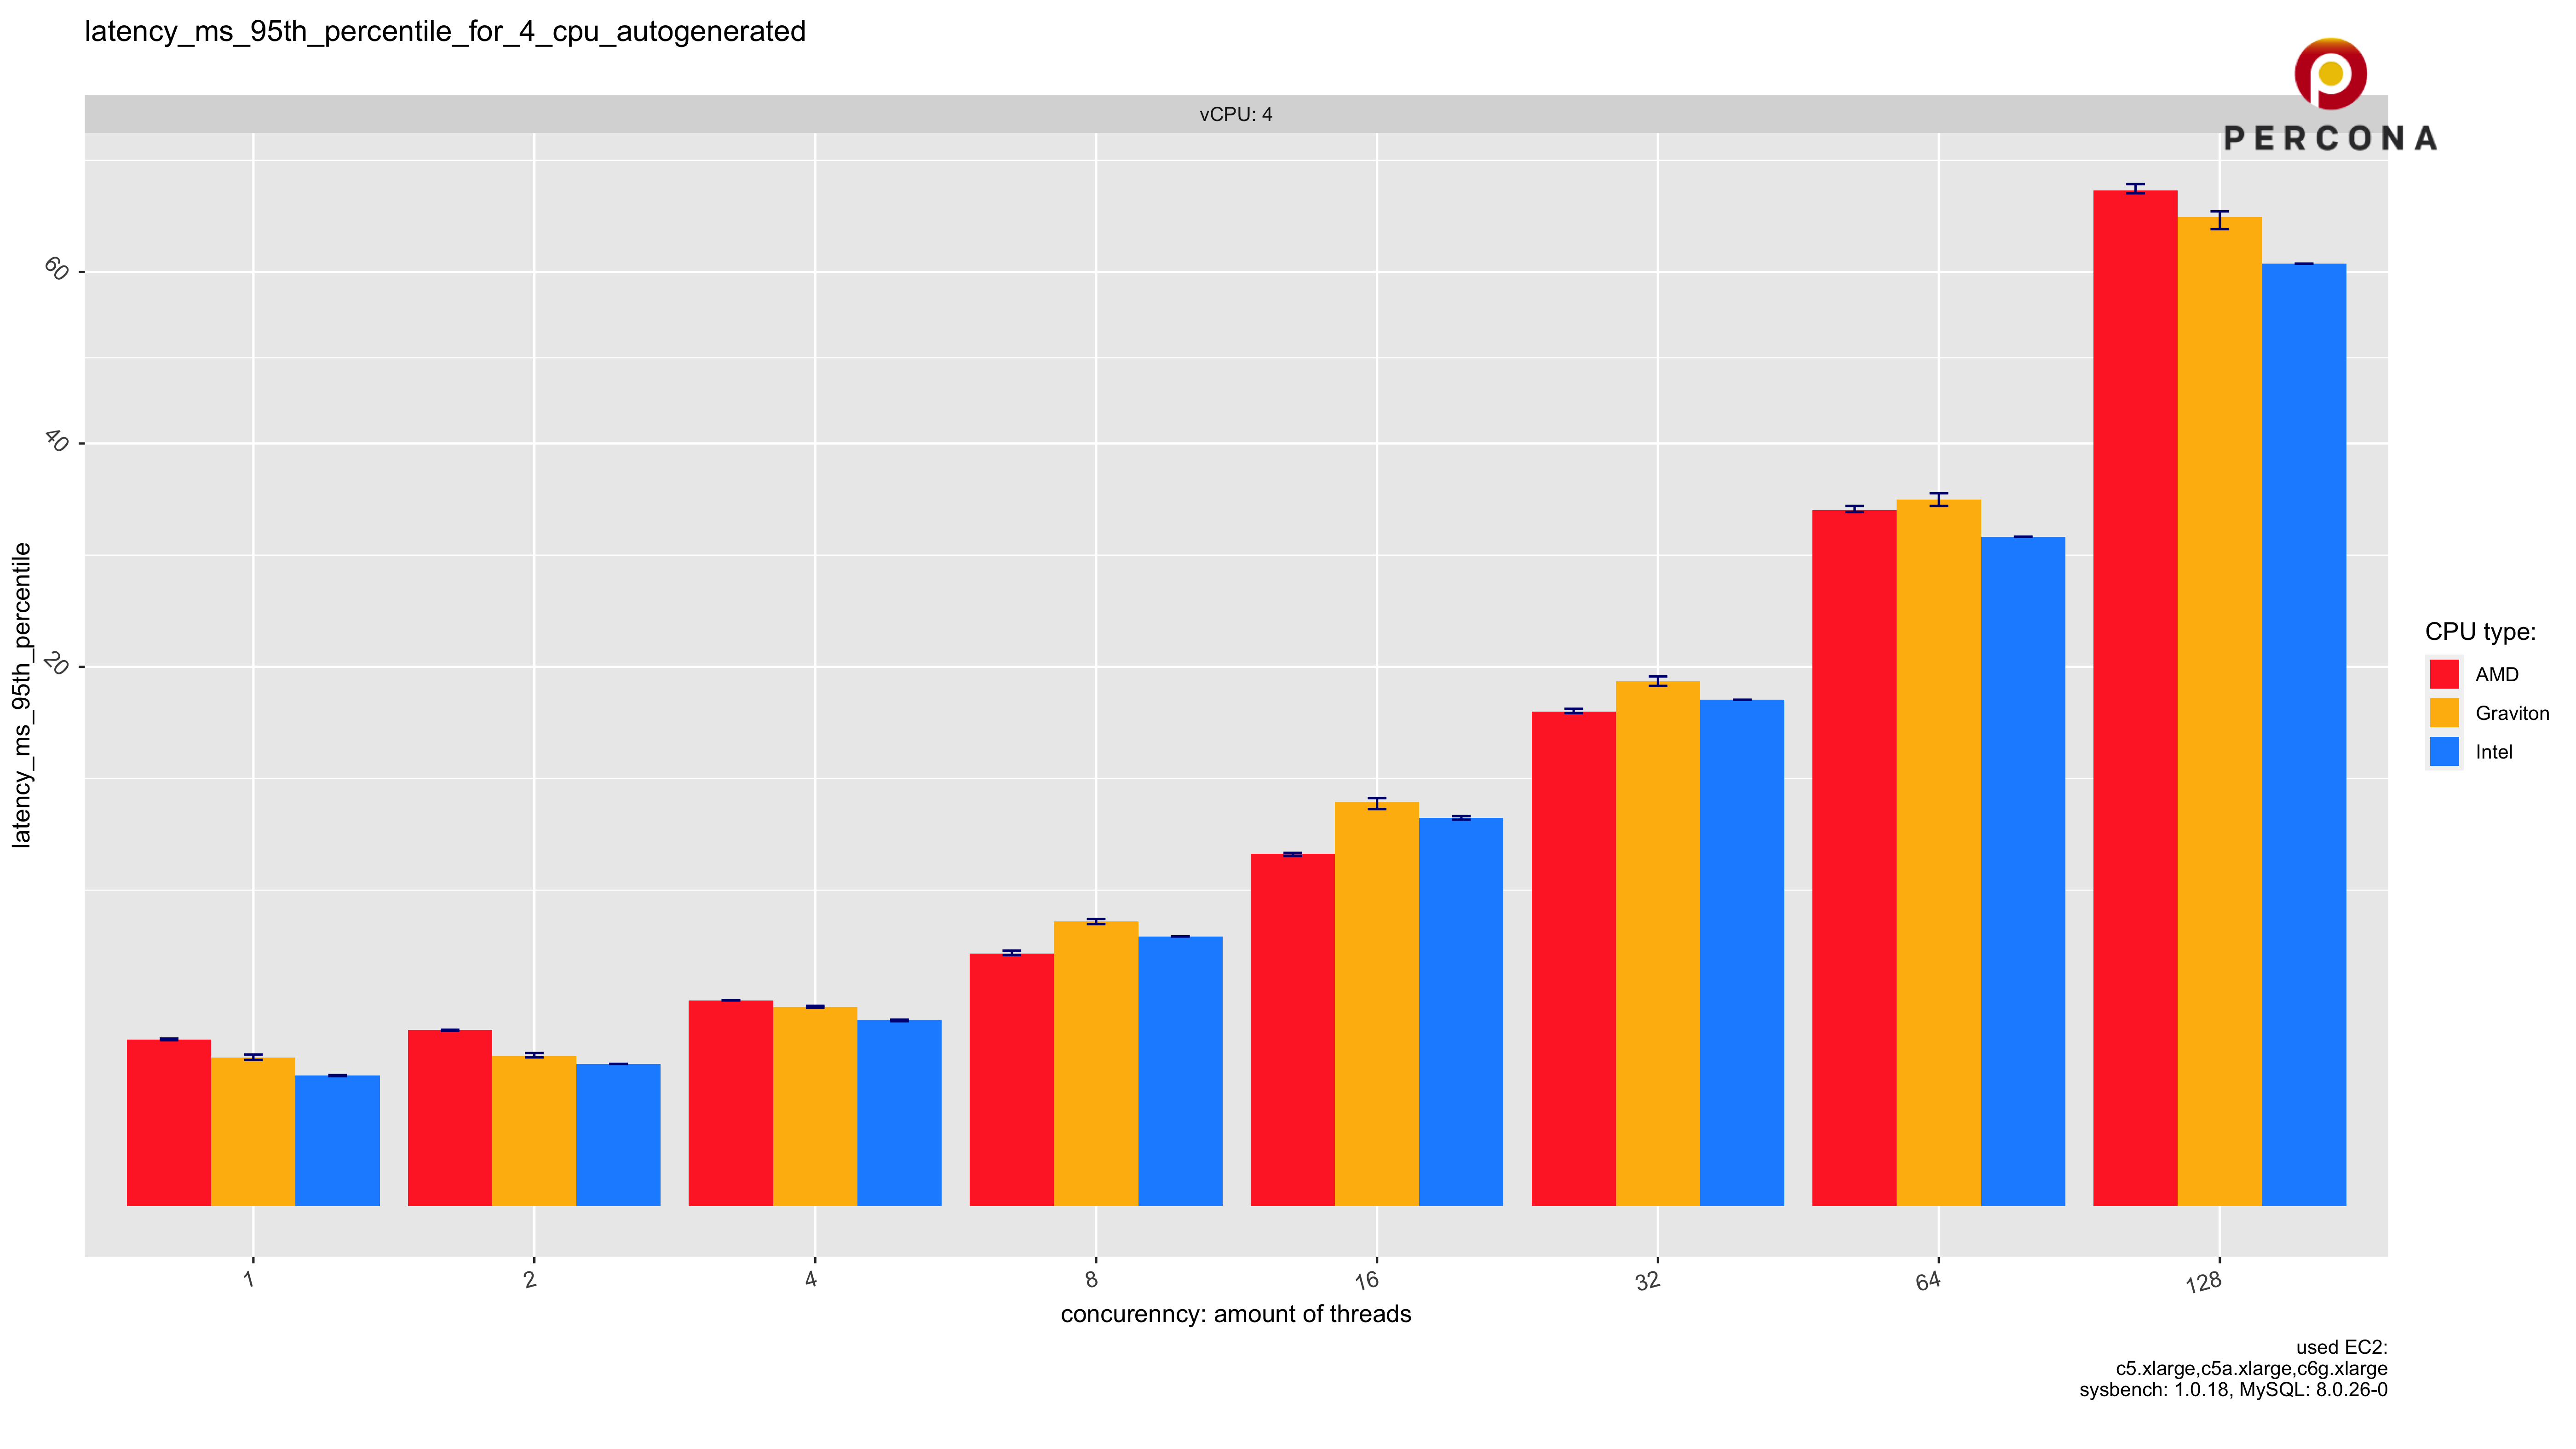 latency_ms_95th_percentile_for_4_cpu_autogenerated
PERCONA
vCPU: 4
60
40
20
latency_ms_95th_percentile
CPU type:
AMD
Graviton
Intel
1
2
4
8
16
32
64
128
concurenncy: amount of threads
used EC2:
c5.xlarge,c5a.xlarge,c6g.xlarge
sysbench: 1.0.18, MySQL: 8.0.26-0